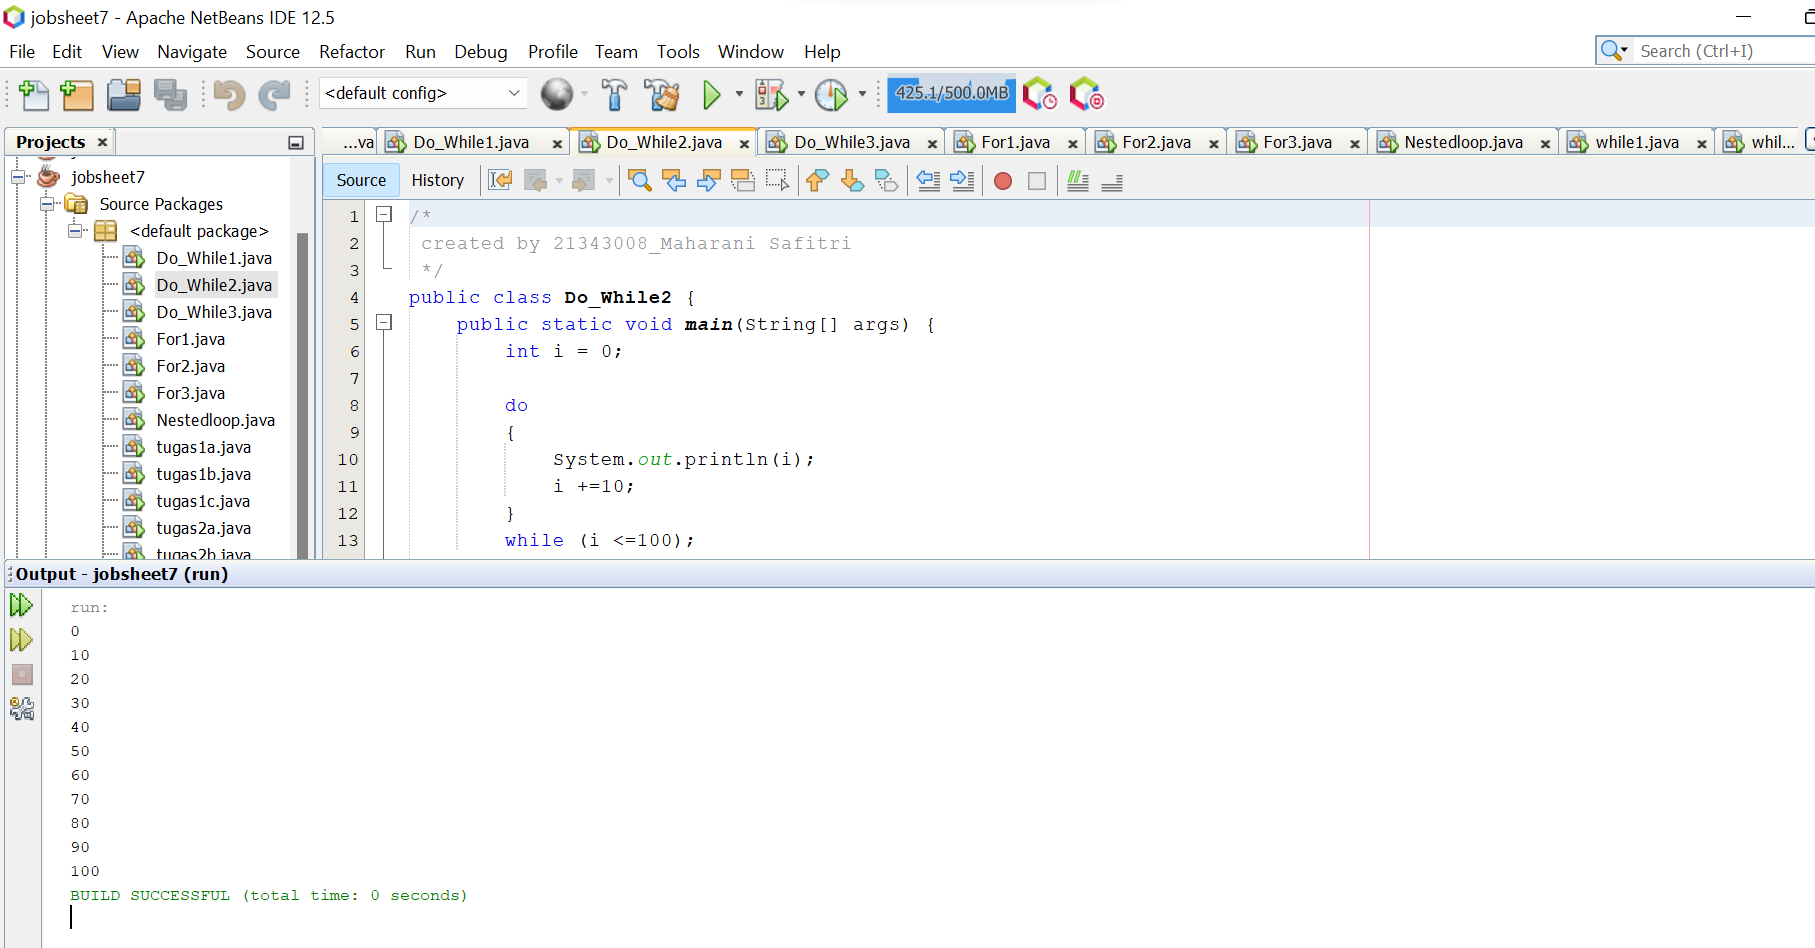 jobsheet7 - Apache NetBeans IDE 12.5
File Edit View Navigate Source Refactor Run Debug Profile Team Tools Window Help
Search (Ctrl+I)
<default config>
425.1/500.0MB
Projects
...va Do_While1.java Do_While2.java Do_While3.java For1.java For2.java For3.java Nestedloop.java while1.java whil...
jobsheet7
Source Packages
<default package>
Do_While1.java
Do_While2.java
Do_While3.java
For1.java
For2.java
For3.java
Nestedloop.java
tugas1a.java
tugas1b.java
tugas1c.java
tugas2a.java
tugas2b.java
Source History
1 /*
2 created by 21343008_Maharani Safitri
3 */
4 public class Do_While2 {
5 public static void main(String[] args) {
6 int i = 0;
7
8 do
9 {
10 System.out.println(i);
11 i +=10;
12 }
13 while (i <=100);
Output - jobsheet7 (run)
run:
0
10
20
30
40
50
60
70
80
90
100
BUILD SUCCESSFUL (total time: 0 seconds)